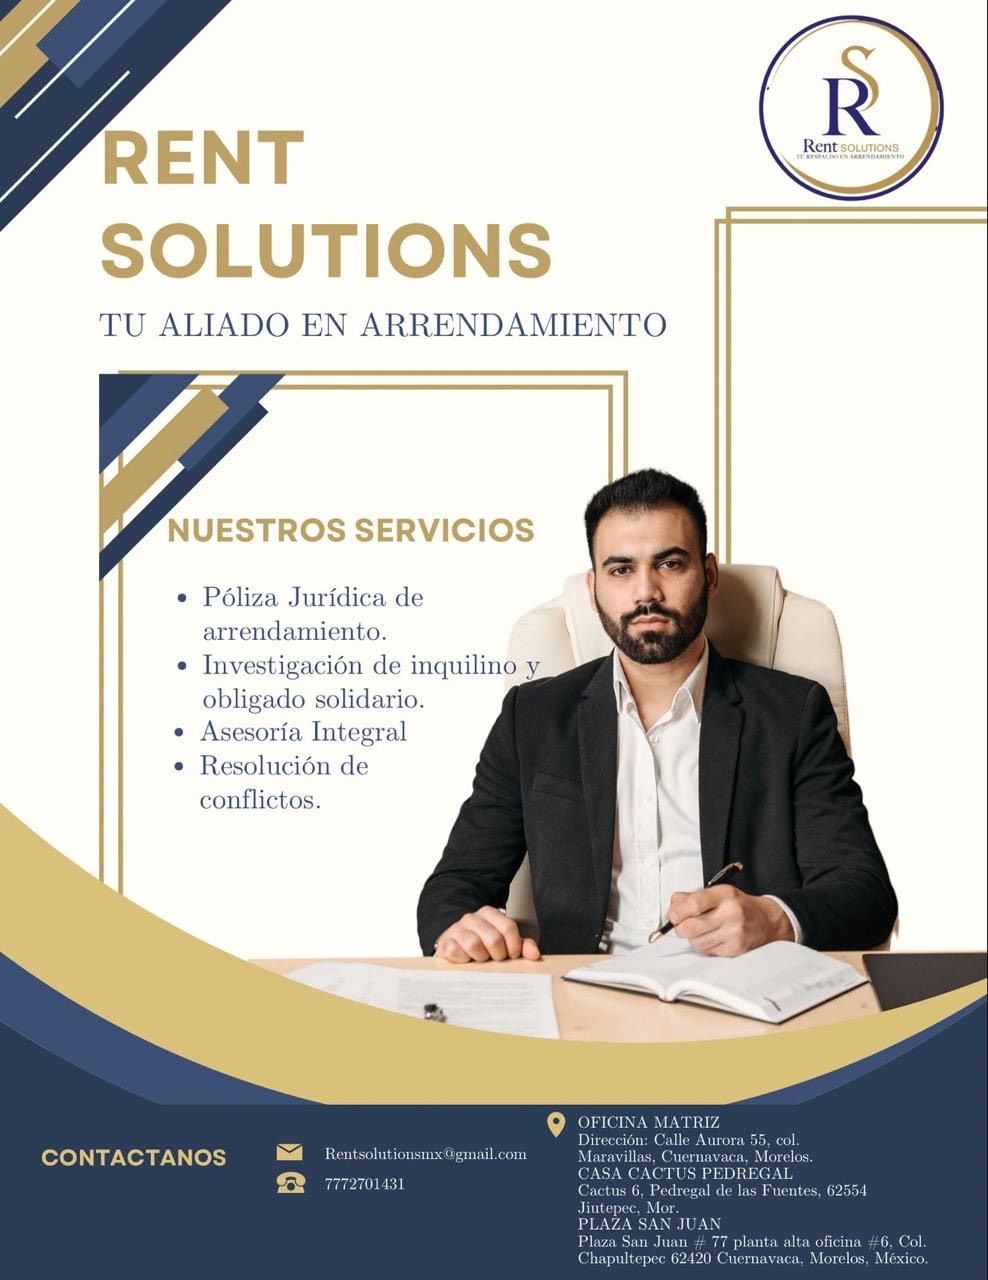 RS
Rent SOLUTIONS
TU RESPALDO EN ARRENDAMIENTO
RENT
SOLUTIONS
TU ALIADO EN ARRENDAMIENTO
NUESTROS SERVICIOS
• Póliza Jurídica de
arrendamiento.
• Investigación de inquilino y
obligado solidario.
• Asesoría Integral
• Resolución de
conflictos.
CONTACTANOS
Rentsolutionsmx@gmail.com
7772701431
OFICINA MATRIZ
Dirección: Calle Aurora 55, col.
Maravillas, Cuernavaca, Morelos.
CASA CACTUS PEDREGAL
Cactus 6, Pedregal de las Fuentes, 62554
Jiutepec, Mor.
PLAZA SAN JUAN
Plaza San Juan # 77 planta alta oficina #6, Col.
Chapultepec 62420 Cuernavaca, Morelos, México.